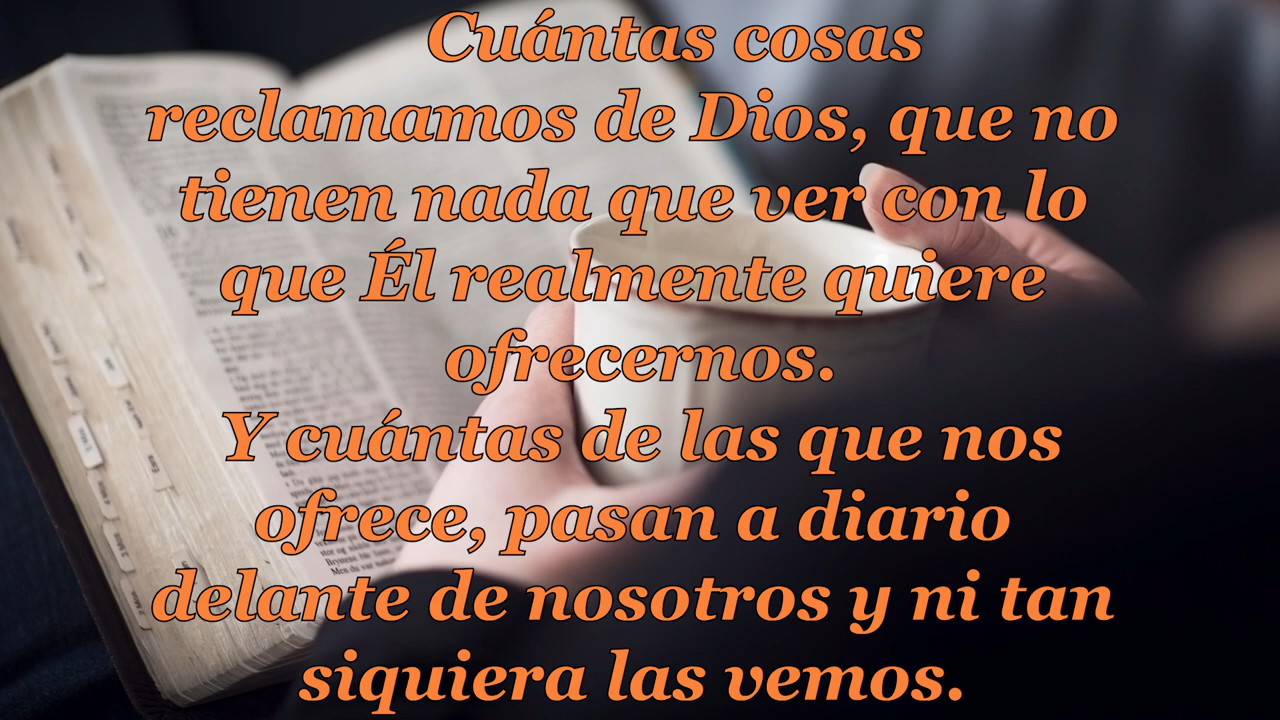 Cuántas cosas
reclamamos de Dios, que no
tienen nada que ver con lo
que Él realmente quiere
ofrecernos.
Y cuántas de las que nos
ofrece, pasan a diario
delante de nosotros y ni tan
siquiera las vemos.